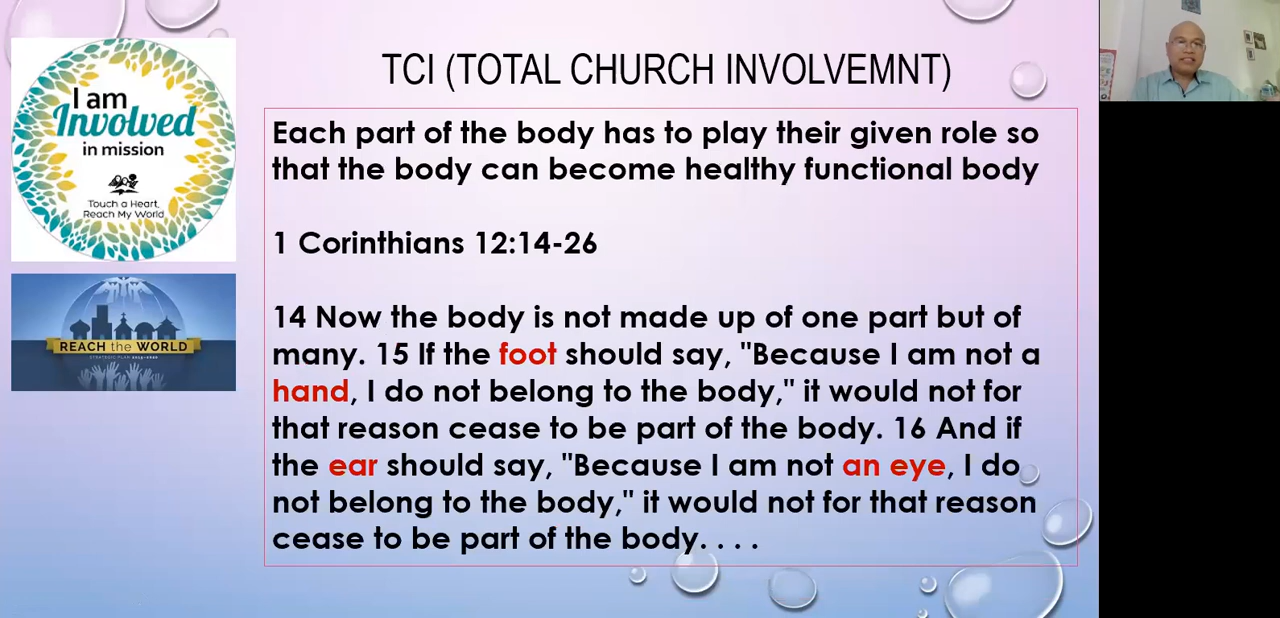 TCI (TOTAL CHURCH INVOLVEMNT)
I am
Involved
in mission
Touch a Heart,
Reach My World
REACH the WORLD
Each part of the body has to play their given role so
that the body can become healthy functional body
1 Corinthians 12:14-26
14 Now the body is not made up of one part but of
many. 15 If the foot should say, "Because I am not a
hand, I do not belong to the body," it would not for
that reason cease to be part of the body. 16 And if
the ear should say, "Because I am not an eye, I do
not belong to the body," it would not for that reason
cease to be part of the body. . . .